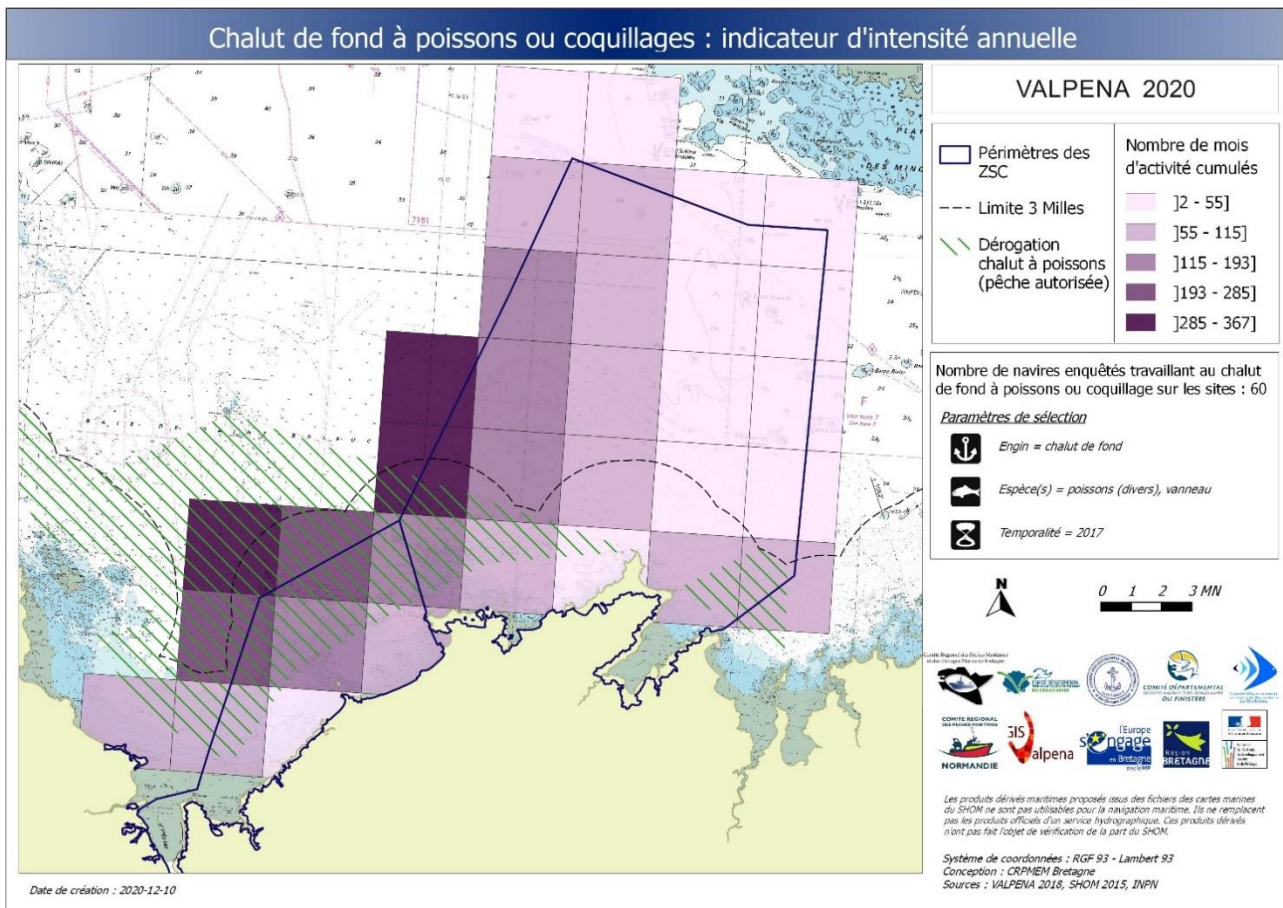 Chalut de fond à poissons ou coquillages : indicateur d'intensité annuelle
VALPENA 2020
Périmètres des
ZSC
Limite 3 Milles
Dérogation
chalut à poissons
(pêche autorisée)
Nombre de mois
d'activité cumulés
]2 - 55]
]55 - 115]
]115 - 193]
]193 - 285]
]285 - 367]
Nombre de navires enquêtés travaillant au chalut
de fond à poissons ou coquillage sur les sites : 60
Paramètres de sélection
Engin = chalut de fond
Espèce(s) = poissons (divers), vanneau
Temporalité = 2017
N
0 1 2 3 MN
COMITÉ DÉPARTEMENTAL
DU FINISTÈRE
COMITE REGIONAL
DES PÊCHES MARITIMES
NORMANDIE
GIS
Valpena
l'Europe
s'engage
en Bretagne
Région
BRETAGNE
Les produits dérivés maritimes proposés issus des fichiers des cartes marines
du SHOM ne sont pas utilisables pour la navigation maritime. Ils ne remplacent
pas les produits officiels d'un service hydrographique. Ces produits dérivés
n'ont pas fait l'objet de vérification de la part du SHOM.
Système de coordonnées : RGF 93 - Lambert 93
Conception : CRPMEM Bretagne
Sources : VALPENA 2018, SHOM 2015, INPN
Date de création : 2020-12-10